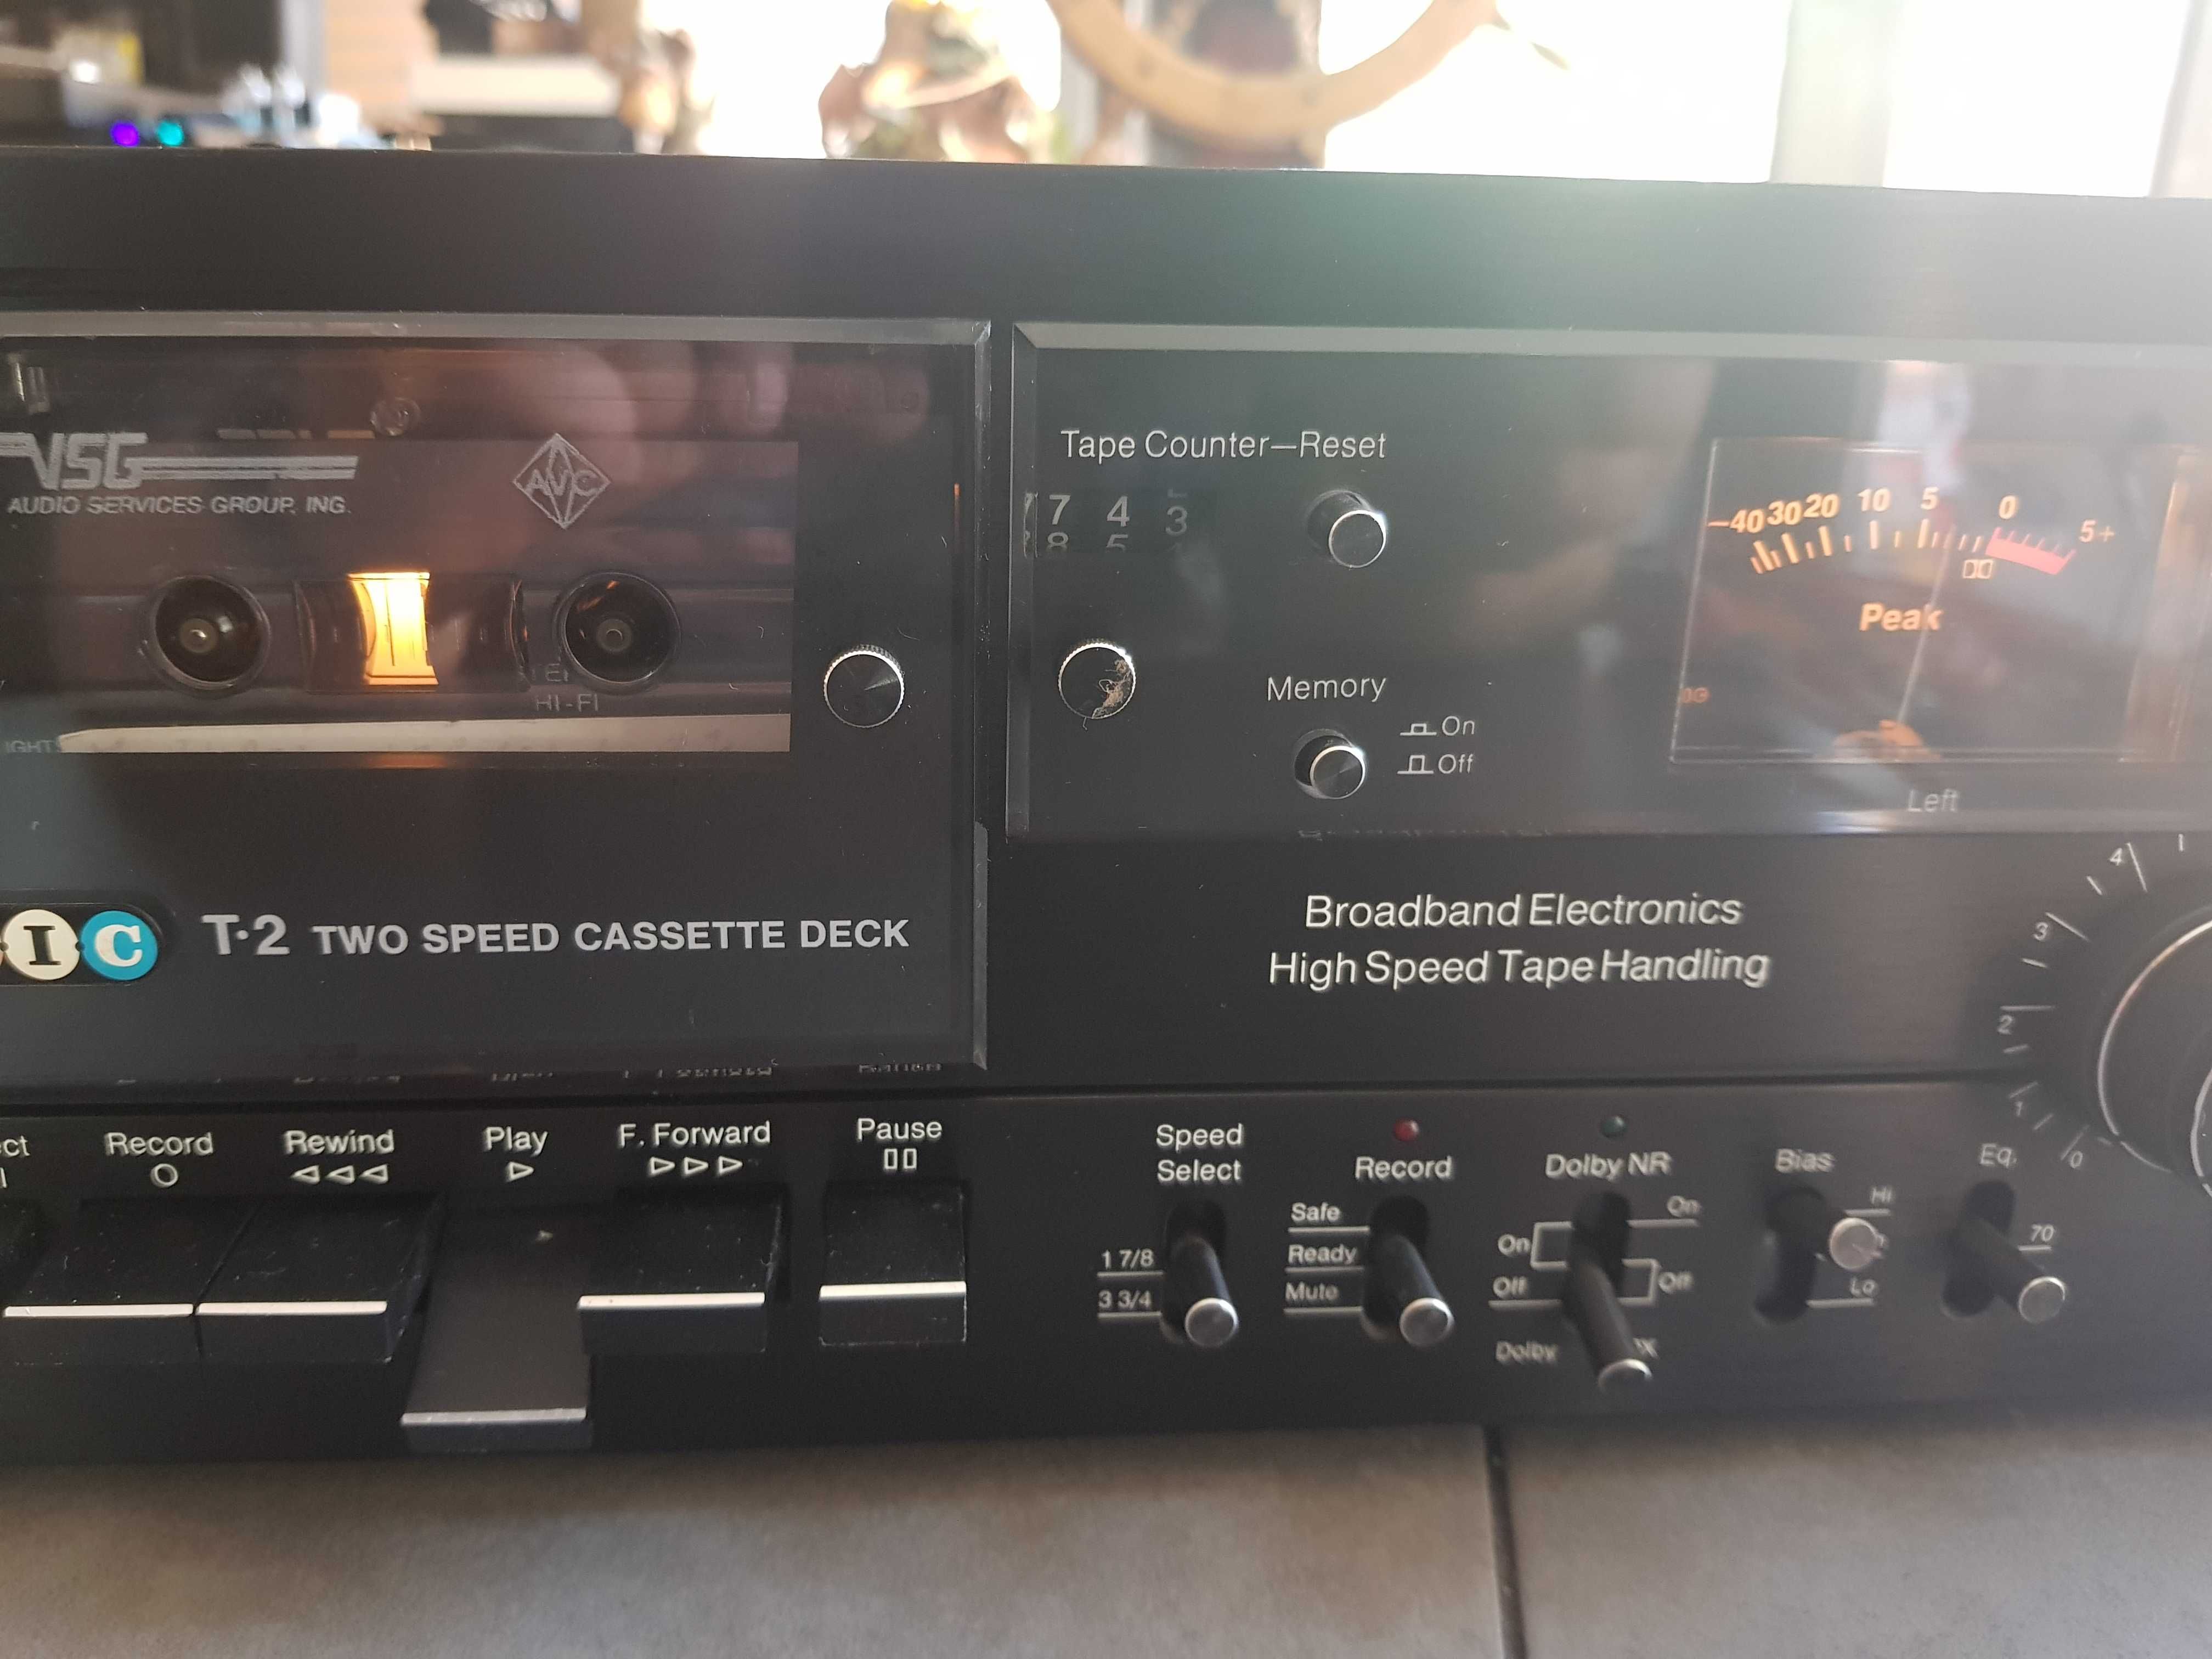 VSG
AUDIO SERVICES GROUP, INC.
AVC
HI-FI
IC T·2 TWO SPEED CASSETTE DECK
Tape Counter—Reset
7 4 3
8 5
Memory
On
Off
-40 30 20 10 5 0 5+
Peak
Left
Broadband Electronics
High Speed Tape Handling
4
3
2
1
0
Record
Rewind
Play
F. Forward
Pause
Speed
Select
1 7/8
3 3/4
Record
Safe
Ready
Mute
Dolby NR
On
On
Off
Off
Dolby
Bias
Hi
Lo
Eq.
70